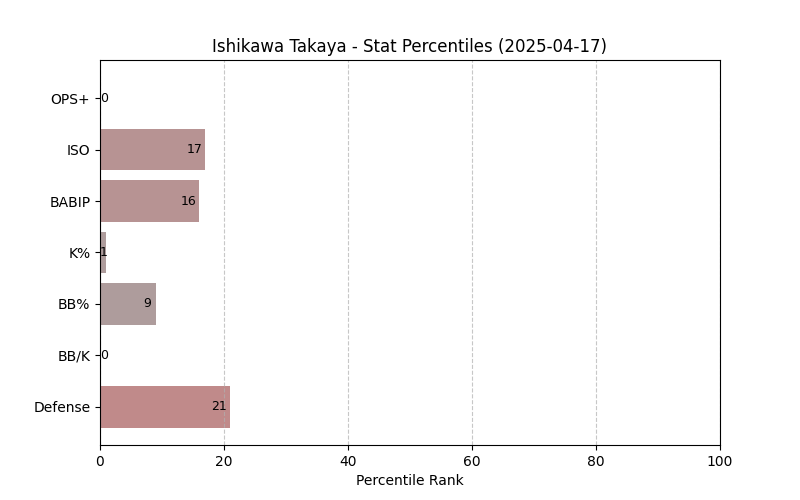 Ishikawa Takaya - Stat Percentiles (2025-04-17)
OPS+ 0
ISO 17
BABIP 16
K% 1
BB% 9
BB/K 0
Defense 21
0 20 40 60 80 100
Percentile Rank